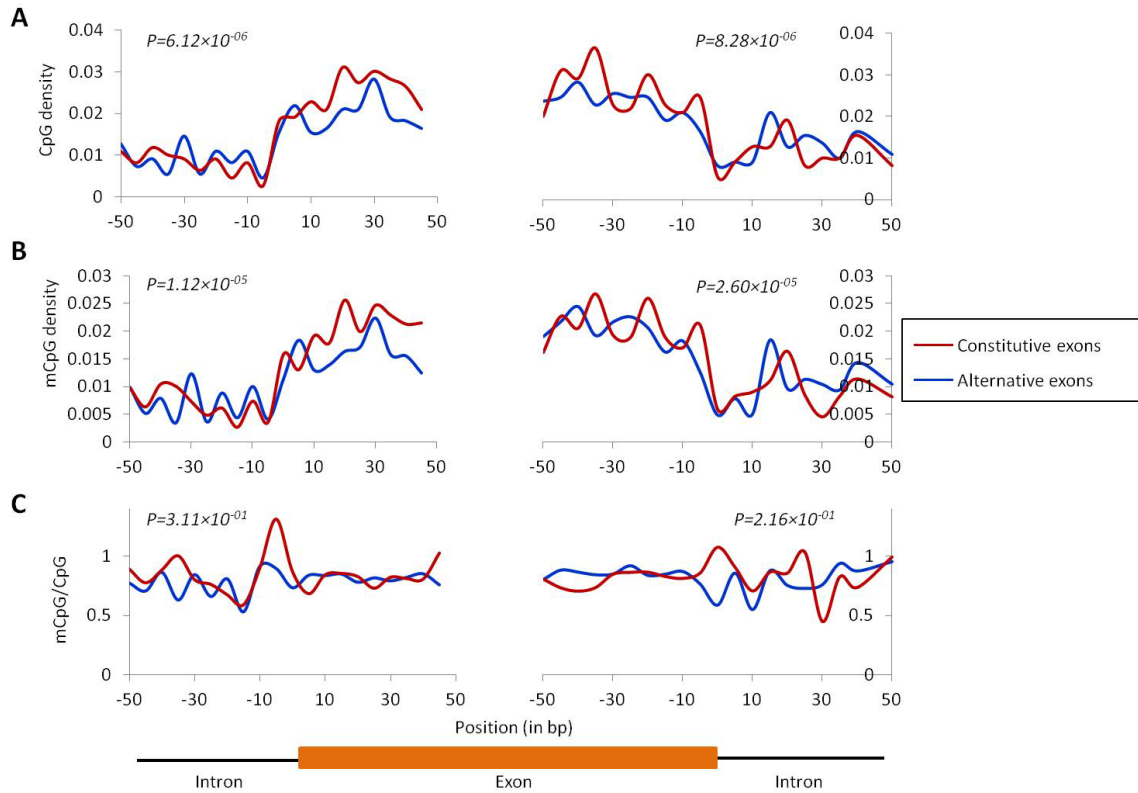 A
P=6.12×10⁻⁰⁶
P=8.28×10⁻⁰⁶
CpG density
0.04
0.03
0.02
0.01
0
0.04
0.03
0.02
0.01
0
-50 -30 -10 10 30 50
-50 -30 -10 10 30 50
B
P=1.12×10⁻⁰⁵
P=2.60×10⁻⁰⁵
mCpG density
0.03
0.025
0.02
0.015
0.01
0.005
0
0.03
0.025
0.02
0.015
0.01
0.005
0
-50 -30 -10 10 30 50
-50 -30 -10 10 30 50
Constitutive exons
Alternative exons
C
P=3.11×10⁻⁰¹
P=2.16×10⁻⁰¹
mCpG/CpG
1
0.5
0
1
0.5
0
-50 -30 -10 10 30 50
-50 -30 -10 10 30 50
Position (in bp)
Intron Exon Intron